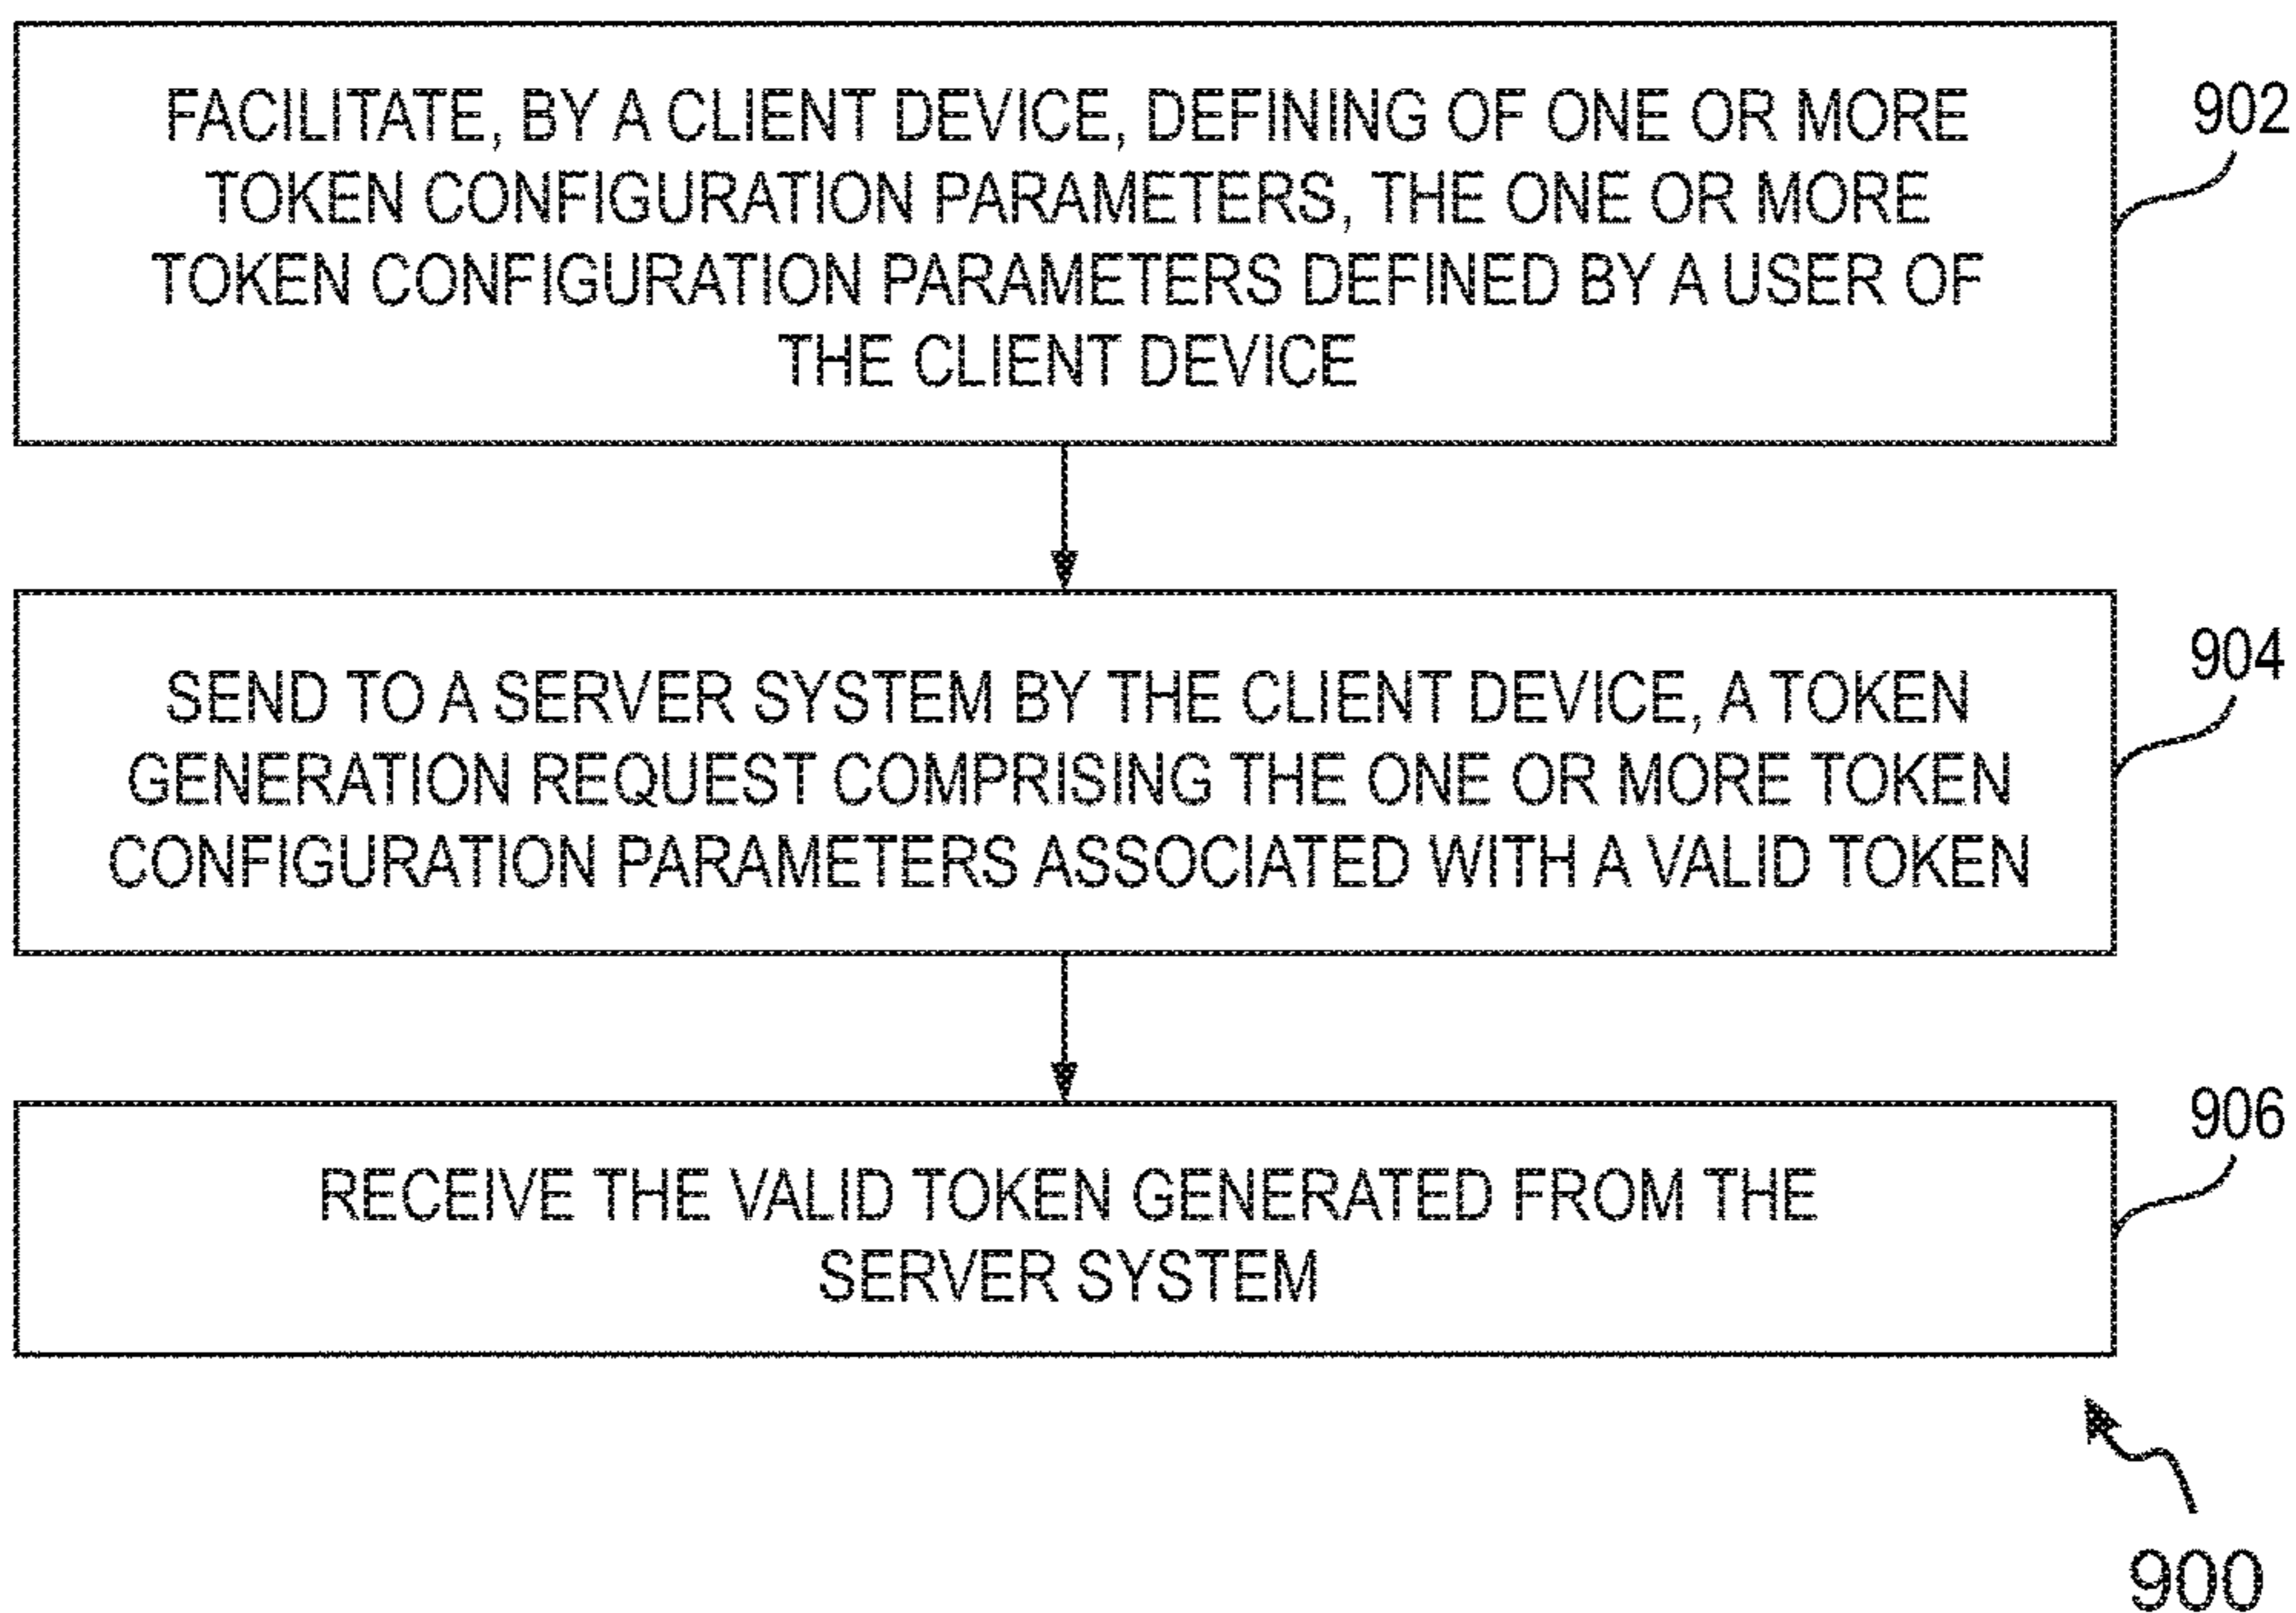 FACILITATE, BY A CLIENT DEVICE, DEFINING OF ONE OR MORE
TOKEN CONFIGURATION PARAMETERS, THE ONE OR MORE
TOKEN CONFIGURATION PARAMETERS DEFINED BY A USER OF
THE CLIENT DEVICE
902
SEND TO A SERVER SYSTEM BY THE CLIENT DEVICE, A TOKEN
GENERATION REQUEST COMPRISING THE ONE OR MORE TOKEN
CONFIGURATION PARAMETERS ASSOCIATED WITH A VALID TOKEN
904
RECEIVE THE VALID TOKEN GENERATED FROM THE
SERVER SYSTEM
906
900